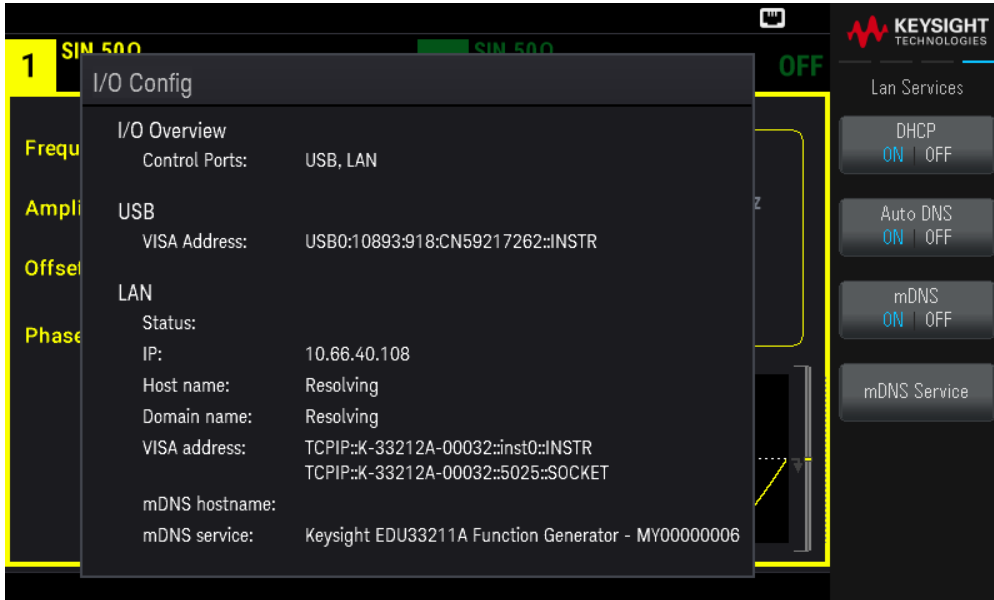 KEYSIGHT
TECHNOLOGIES
1
SIN 50Ω
SIN 50Ω
OFF
Lan Services
I/O Config
I/O Overview
Control Ports: USB, LAN
USB
VISA Address: USB0:10893:918:CN59217262::INSTR
LAN
Status:
IP: 10.66.40.108
Host name: Resolving
Domain name: Resolving
VISA address: TCPIP::K-33212A-00032::inst0::INSTR
TCPIP::K-33212A-00032::5025::SOCKET
mDNS hostname:
mDNS service: Keysight EDU33211A Function Generator - MY00000006
Frequ
Ampli
z
Offset
Phase
DHCP
ON | OFF
Auto DNS
ON | OFF
mDNS
ON | OFF
mDNS Service